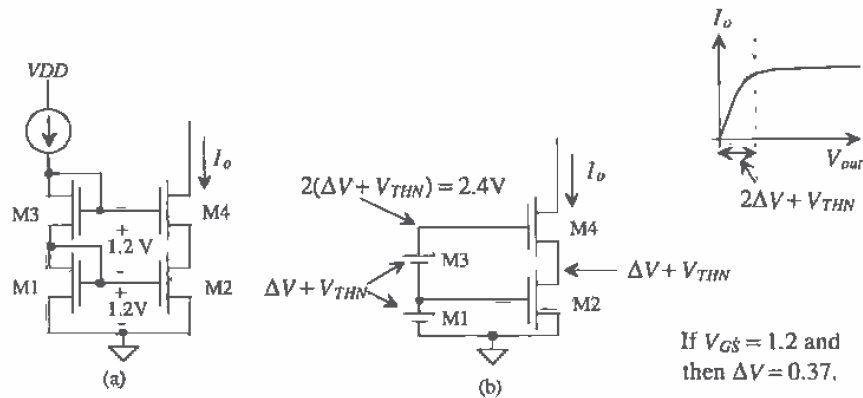 VDD
I_o
M3
M4
−
+
1.2 V
−
M1
+
M2
1.2V
−
(a)
2(ΔV + V_THN) = 2.4V
I_o
M4
M3
ΔV + V_THN
ΔV + V_THN
M2
M1
(b)
I_o
V_out
2ΔV + V_THN
If V_GS = 1.2 and
then ΔV = 0.37.